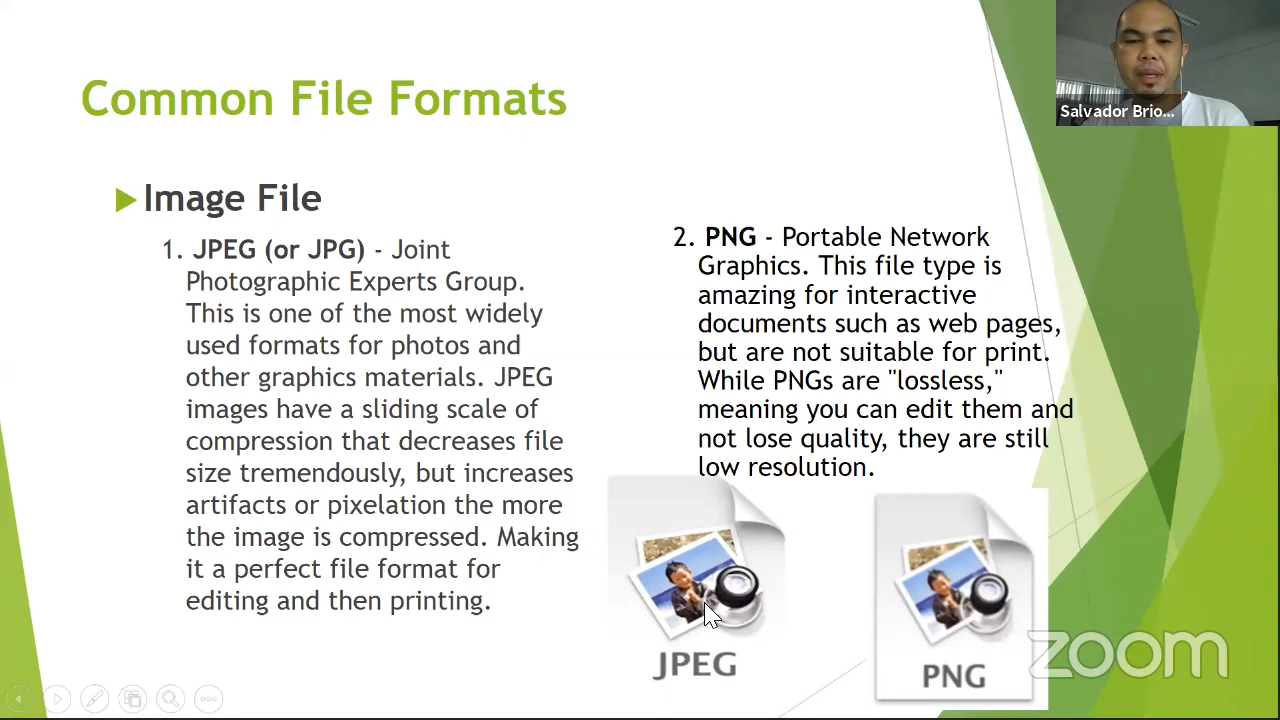 Common File Formats
Salvador Brio...
Image File
1. JPEG (or JPG) - Joint
Photographic Experts Group.
This is one of the most widely
used formats for photos and
other graphics materials. JPEG
images have a sliding scale of
compression that decreases file
size tremendously, but increases
artifacts or pixelation the more
the image is compressed. Making
it a perfect file format for
editing and then printing.
2. PNG - Portable Network
Graphics. This file type is
amazing for interactive
documents such as web pages,
but are not suitable for print.
While PNGs are "lossless,"
meaning you can edit them and
not lose quality, they are still
low resolution.
JPEG
PNG
zoom